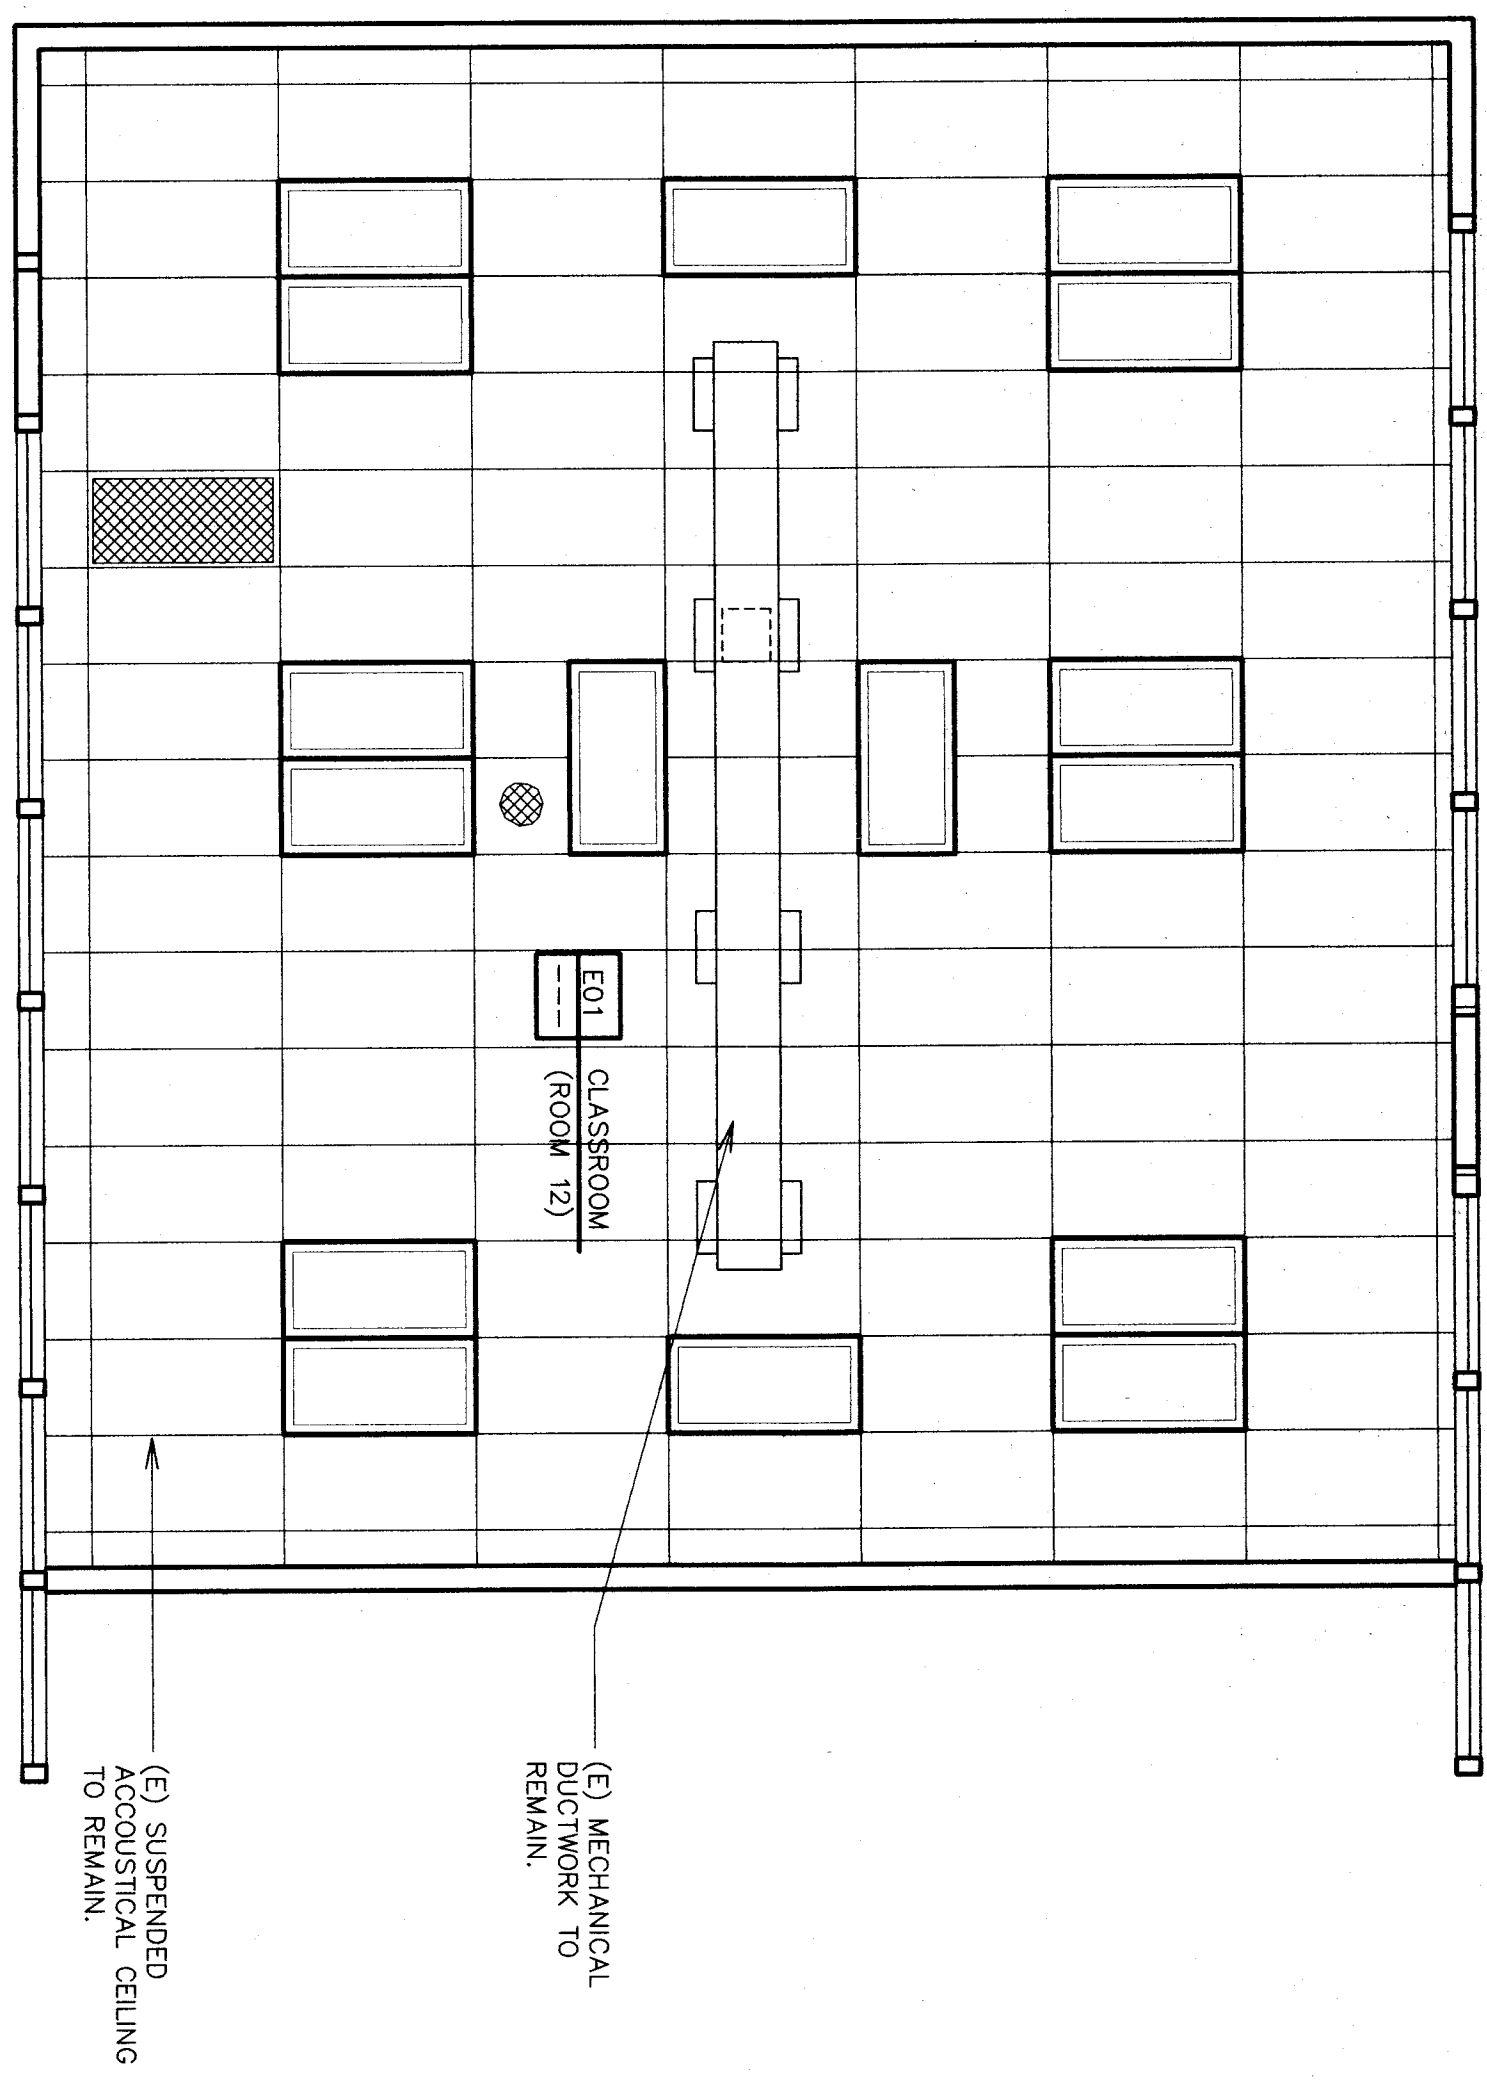 E01
---
CLASSROOM
(ROOM 12)
(E) MECHANICAL
DUCTWORK TO
REMAIN.
(E) SUSPENDED
ACCOUSTICAL CEILING
TO REMAIN.